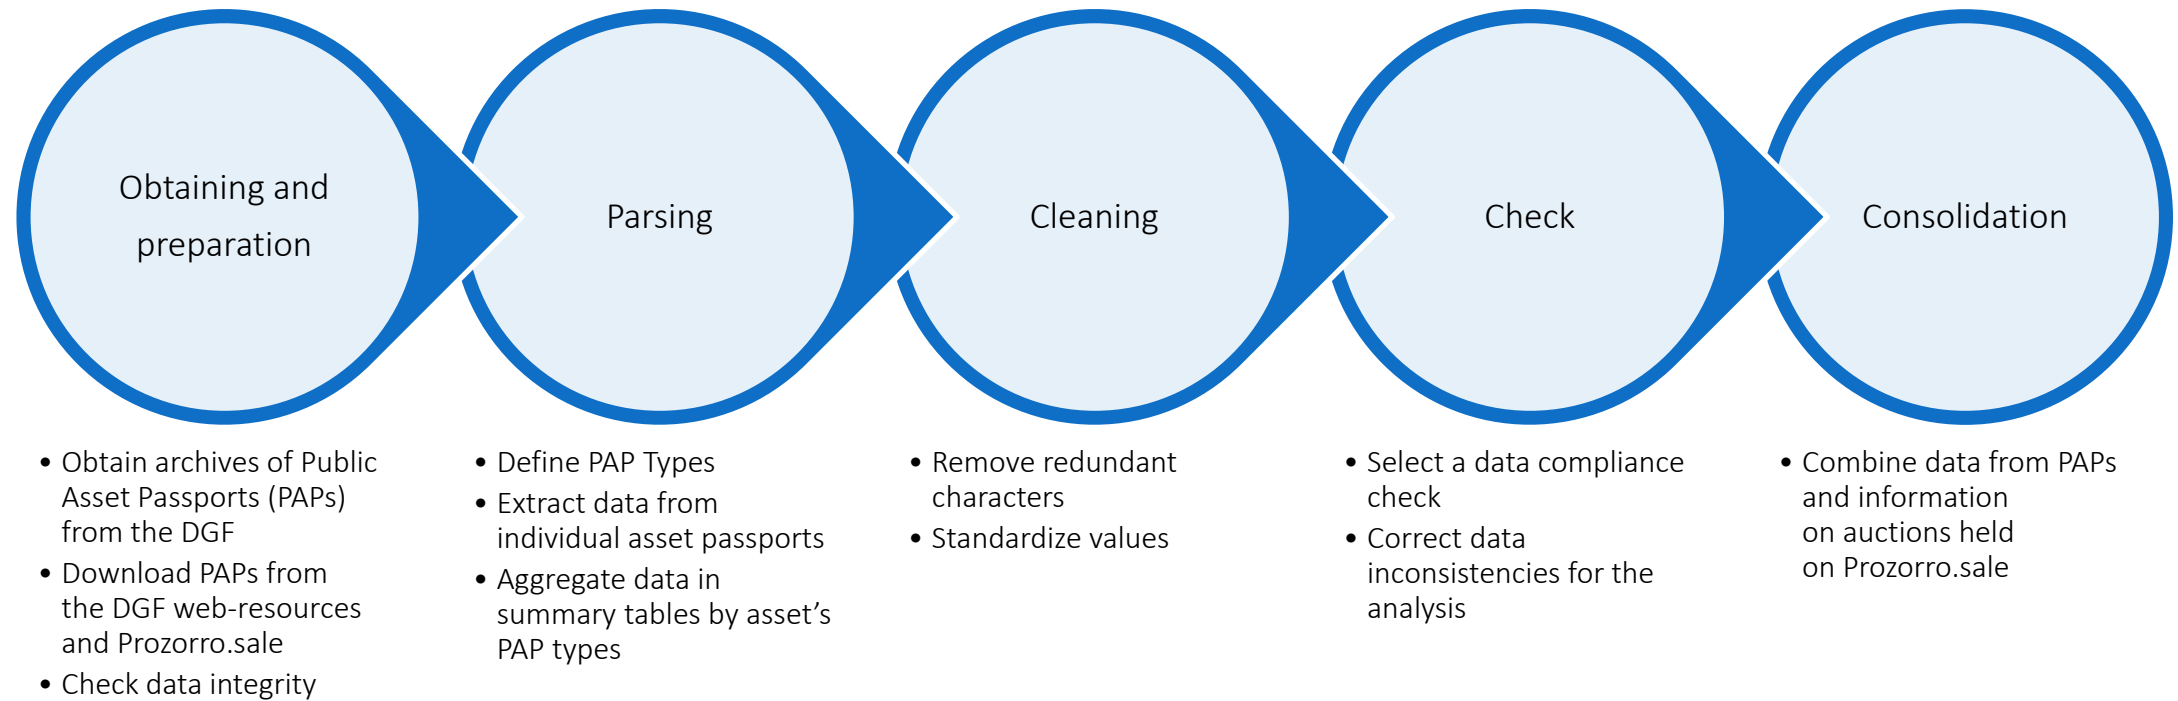 Obtaining and
preparation
• Obtain archives of Public
Asset Passports (PAPs)
from the DGF
• Download PAPs from
the DGF web-resources
and Prozorro.sale
• Check data integrity
Parsing
• Define PAP Types
• Extract data from
individual asset passports
• Aggregate data in
summary tables by asset’s
PAP types
Cleaning
• Remove redundant
characters
• Standardize values
Check
• Select a data compliance
check
• Correct data
inconsistencies for the
analysis
Consolidation
• Combine data from PAPs
and information
on auctions held
on Prozorro.sale